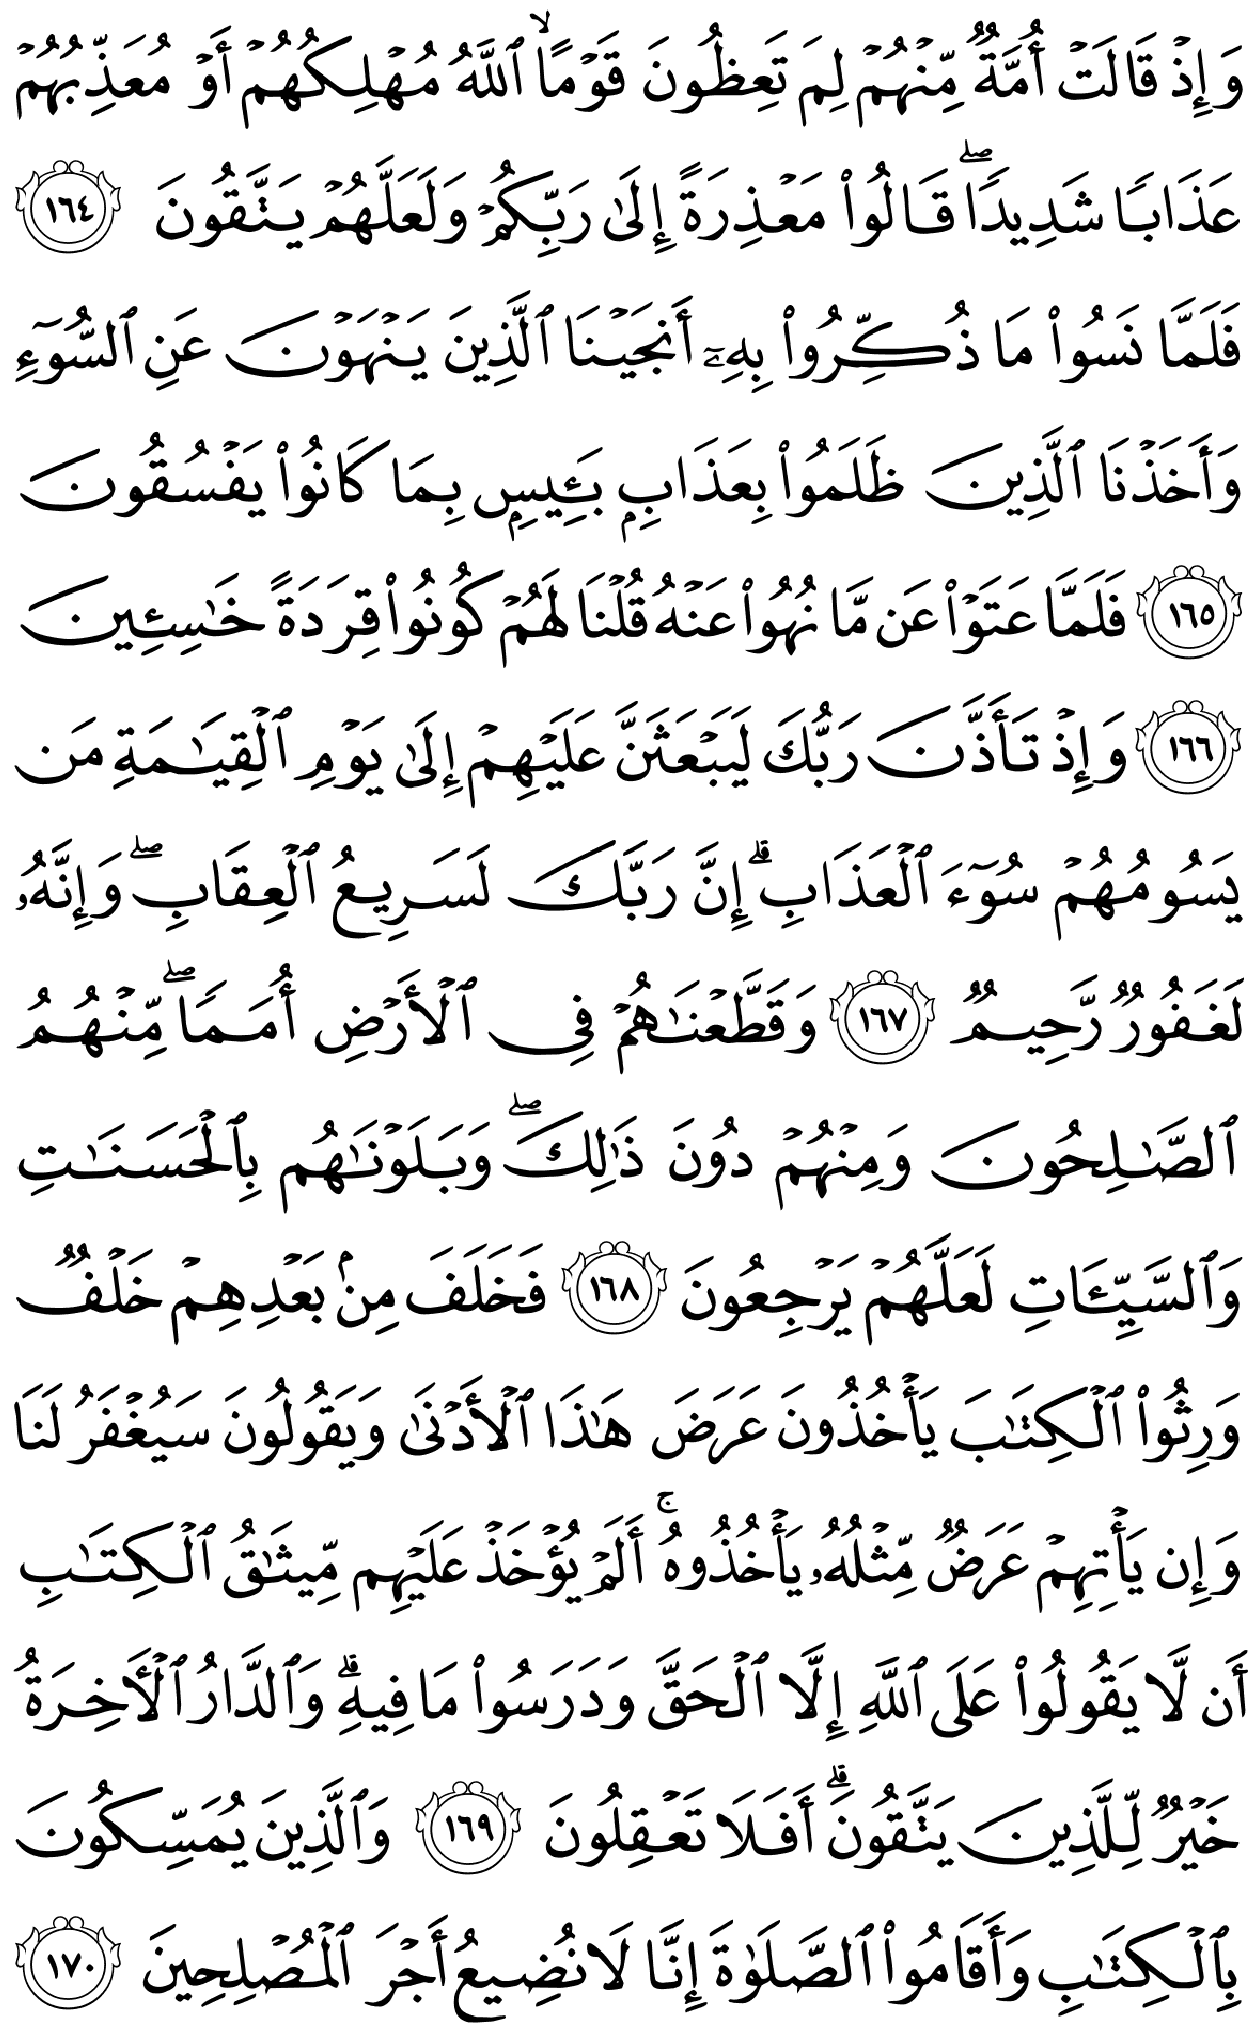 وَإِذۡ قَالَتۡ أُمَّةٞ مِّنۡهُمۡ لِمَ تَعِظُونَ قَوۡمًا ٱللَّهُ مُهۡلِكُهُمۡ أَوۡ مُعَذِّبُهُمۡ
عَذَابٗا شَدِيدٗاۖ قَالُواْ مَعۡذِرَةً إِلَىٰ رَبِّكُمۡ وَلَعَلَّهُمۡ يَتَّقُونَ ١٦٤
فَلَمَّا نَسُواْ مَا ذُكِّرُواْ بِهِۦٓ أَنجَيۡنَا ٱلَّذِينَ يَنۡهَوۡنَ عَنِ ٱلسُّوٓءِ
وَأَخَذۡنَا ٱلَّذِينَ ظَلَمُواْ بِعَذَابِۭ بَـِٔيسِۭ بِمَا كَانُواْ يَفۡسُقُونَ
١٦٥ فَلَمَّا عَتَوۡاْ عَن مَّا نُهُواْ عَنۡهُ قُلۡنَا لَهُمۡ كُونُواْ قِرَدَةً خَٰسِـِٔينَ
١٦٦ وَإِذۡ تَأَذَّنَ رَبُّكَ لَيَبۡعَثَنَّ عَلَيۡهِمۡ إِلَىٰ يَوۡمِ ٱلۡقِيَٰمَةِ مَن
يَسُومُهُمۡ سُوٓءَ ٱلۡعَذَابِۗ إِنَّ رَبَّكَ لَسَرِيعُ ٱلۡعِقَابِۖ وَإِنَّهُۥ
لَغَفُورٞ رَّحِيمٞ ١٦٧ وَقَطَّعۡنَٰهُمۡ فِي ٱلۡأَرۡضِ أُمَمٗاۖ مِّنۡهُمُ
ٱلصَّٰلِحُونَ وَمِنۡهُمۡ دُونَ ذَٰلِكَۖ وَبَلَوۡنَٰهُم بِٱلۡحَسَنَٰتِ
وَٱلسَّيِّـَٔاتِ لَعَلَّهُمۡ يَرۡجِعُونَ ١٦٨ فَخَلَفَ مِنۢ بَعۡدِهِمۡ خَلۡفٞ
وَرِثُواْ ٱلۡكِتَٰبَ يَأۡخُذُونَ عَرَضَ هَٰذَا ٱلۡأَدۡنَىٰ وَيَقُولُونَ سَيُغۡفَرُ لَنَا
وَإِن يَأۡتِهِمۡ عَرَضٞ مِّثۡلُهُۥ يَأۡخُذُوهُۚ أَلَمۡ يُؤۡخَذۡ عَلَيۡهِم مِّيثَٰقُ ٱلۡكِتَٰبِ
أَن لَّا يَقُولُواْ عَلَى ٱللَّهِ إِلَّا ٱلۡحَقَّ وَدَرَسُواْ مَا فِيهِۗ وَٱلدَّارُ ٱلۡأٓخِرَةُ
خَيۡرٞ لِّلَّذِينَ يَتَّقُونَۚ أَفَلَا تَعۡقِلُونَ ١٦٩ وَٱلَّذِينَ يُمَسِّكُونَ
بِٱلۡكِتَٰبِ وَأَقَامُواْ ٱلصَّلَوٰةَ إِنَّا لَا نُضِيعُ أَجۡرَ ٱلۡمُصۡلِحِينَ ١٧٠